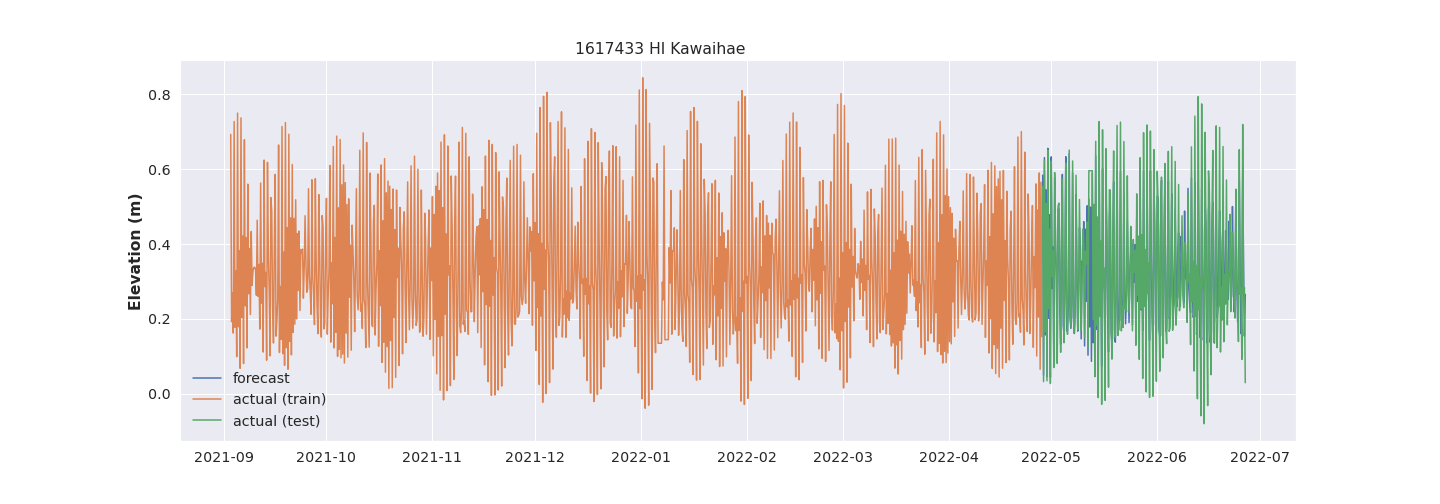 1617433 HI Kawaihae
Elevation (m)
0.8
0.6
0.4
0.2
0.0
forecast
actual (train)
actual (test)
2021-09 2021-10 2021-11 2021-12 2022-01 2022-02 2022-03 2022-04 2022-05 2022-06 2022-07